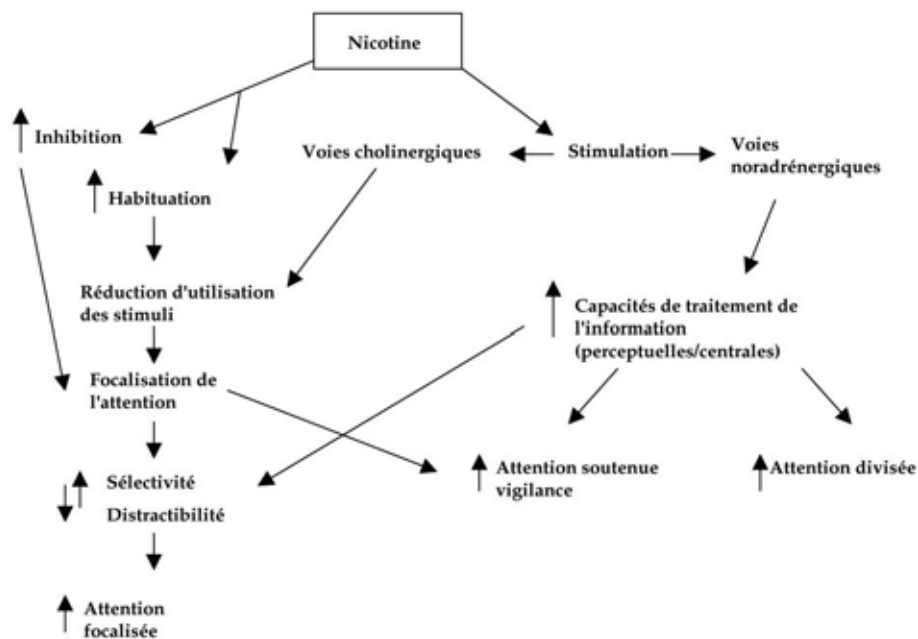 Nicotine
Inhibition
Voies cholinergiques
Stimulation
Voies
noradrénergiques
Habituation
Réduction d'utilisation
des stimuli
Capacités de traitement de
l'information
(perceptuelles/centrales)
Focalisation de
l'attention
Sélectivité
Distractibilité
Attention soutenue
vigilance
Attention divisée
Attention
focalisée